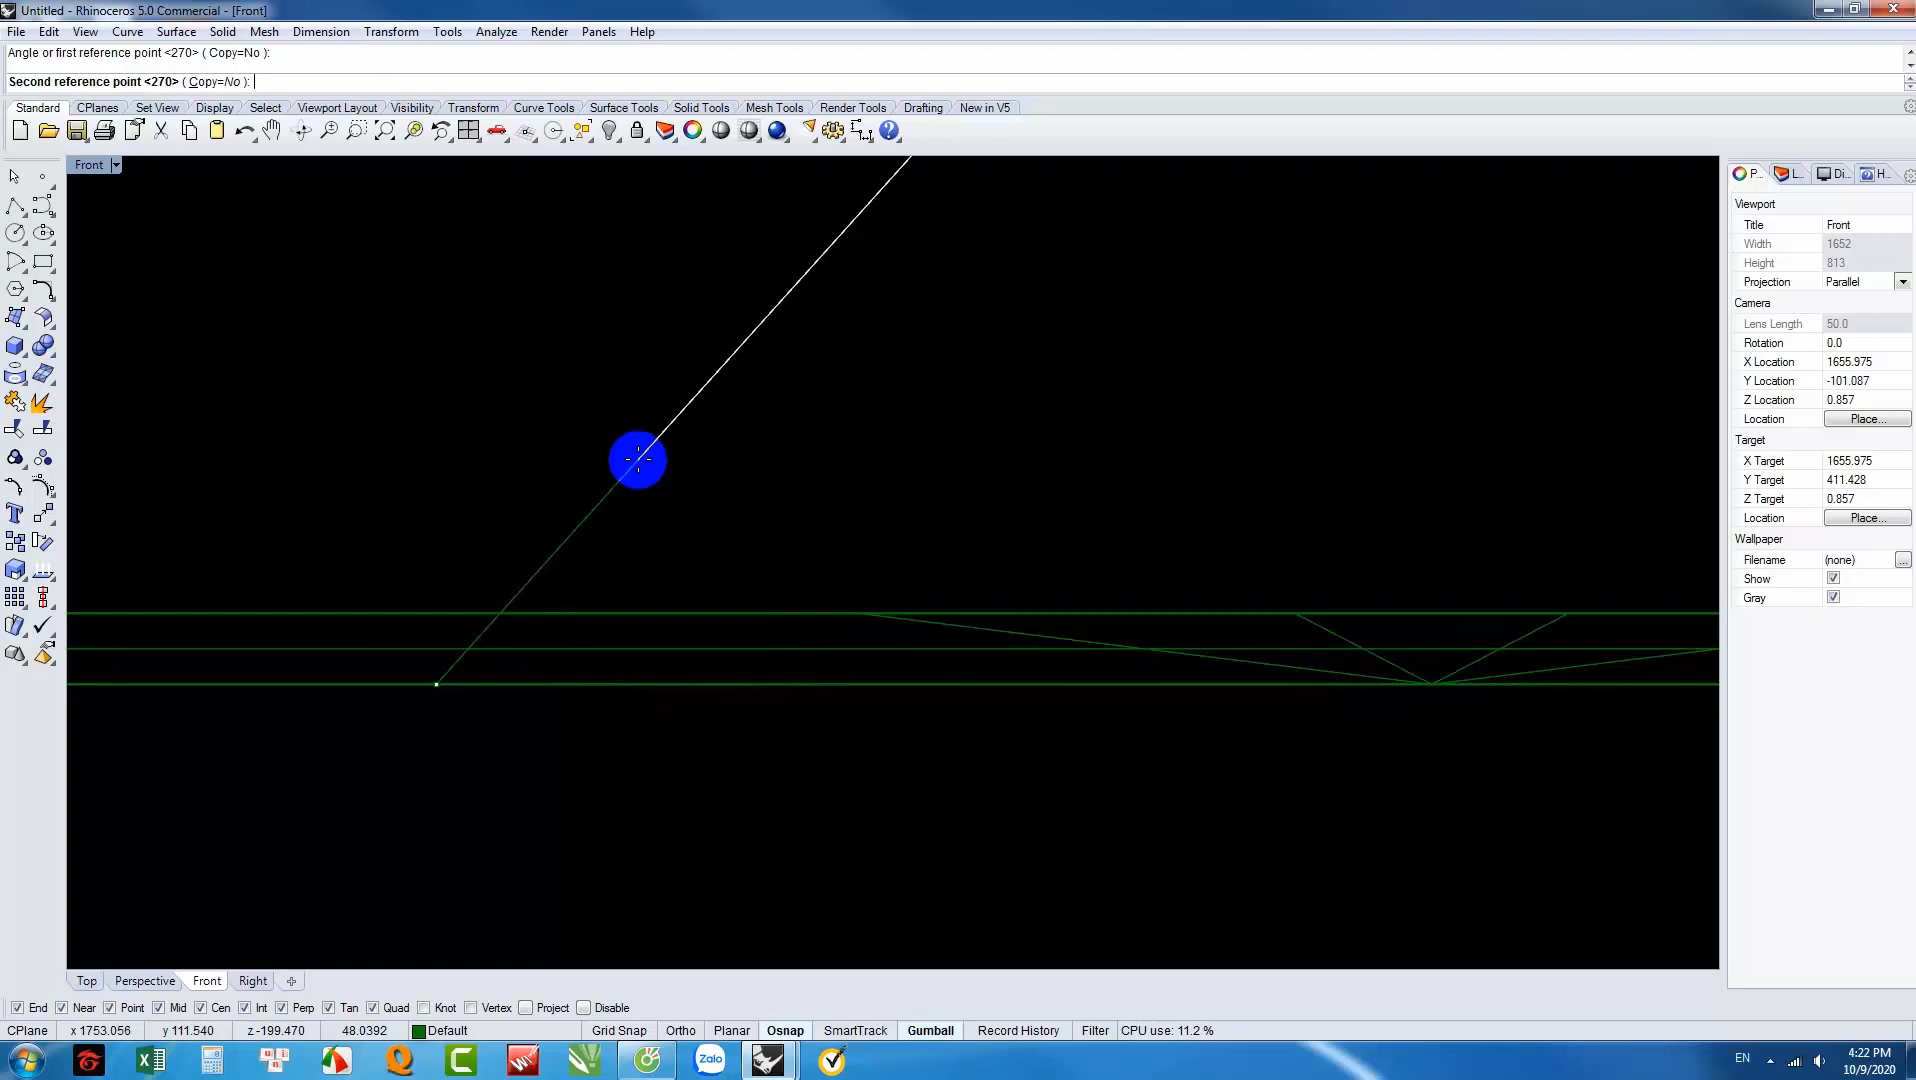 Untitled - Rhinoceros 5.0 Commercial - [Front]
File Edit View Curve Surface Solid Mesh Dimension Transform Tools Analyze Render Panels Help
Angle or first reference point <270> ( Copy=No ):
Second reference point <270> ( Copy=No ):
Standard CPlanes Set View Display Select Viewport Layout Visibility Transform Curve Tools Surface Tools Solid Tools Mesh Tools Render Tools Drafting New in V5
Front
P... L... Di... H...
Viewport
Title Front
Width 1652
Height 813
Projection Parallel
Camera
Lens Length 50.0
Rotation 0.0
X Location 1655.975
Y Location -101.087
Z Location 0.857
Location Place...
Target
X Target 1655.975
Y Target 411.428
Z Target 0.857
Location Place...
Wallpaper
Filename (none) ...
Show
Gray
Top Perspective Front Right
End Near Point Mid Cen Int Perp Tan Quad Knot Vertex Project Disable
CPlane x 1753.056 y 111.540 z -199.470 48.0392 Default Grid Snap Ortho Planar Osnap SmartTrack Gumball Record History Filter CPU use: 11.2 %
Zalo
EN
4:22 PM
10/9/2020